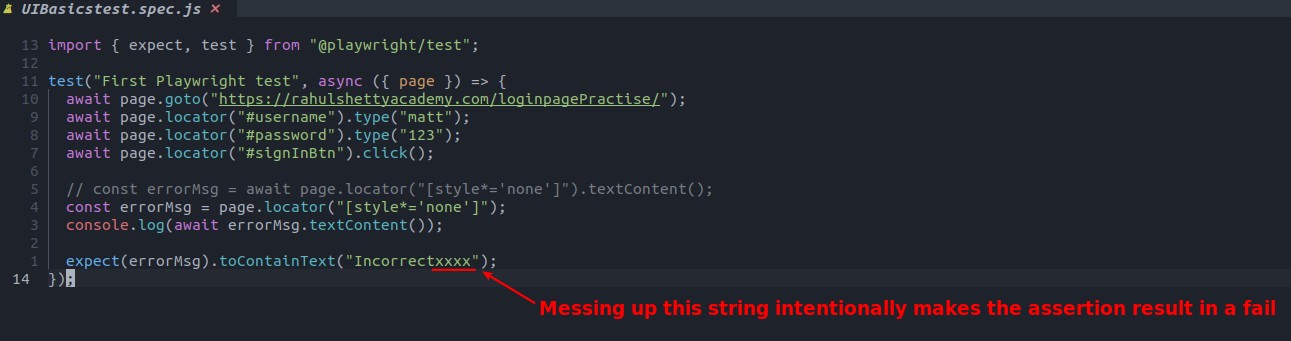 UIBasicstest.spec.js ×
13 import { expect, test } from "@playwright/test";
12
11 test("First Playwright test", async ({ page }) => {
10 await page.goto("https://rahulshettyacademy.com/loginpagePractise/");
9 await page.locator("#username").type("matt");
8 await page.locator("#password").type("123");
7 await page.locator("#signInBtn").click();
6
5 // const errorMsg = await page.locator("[style*='none']").textContent();
4 const errorMsg = page.locator("[style*='none']");
3 console.log(await errorMsg.textContent());
2
1 expect(errorMsg).toContainText("Incorrectxxxx");
14 });
Messing up this string intentionally makes the assertion result in a fail